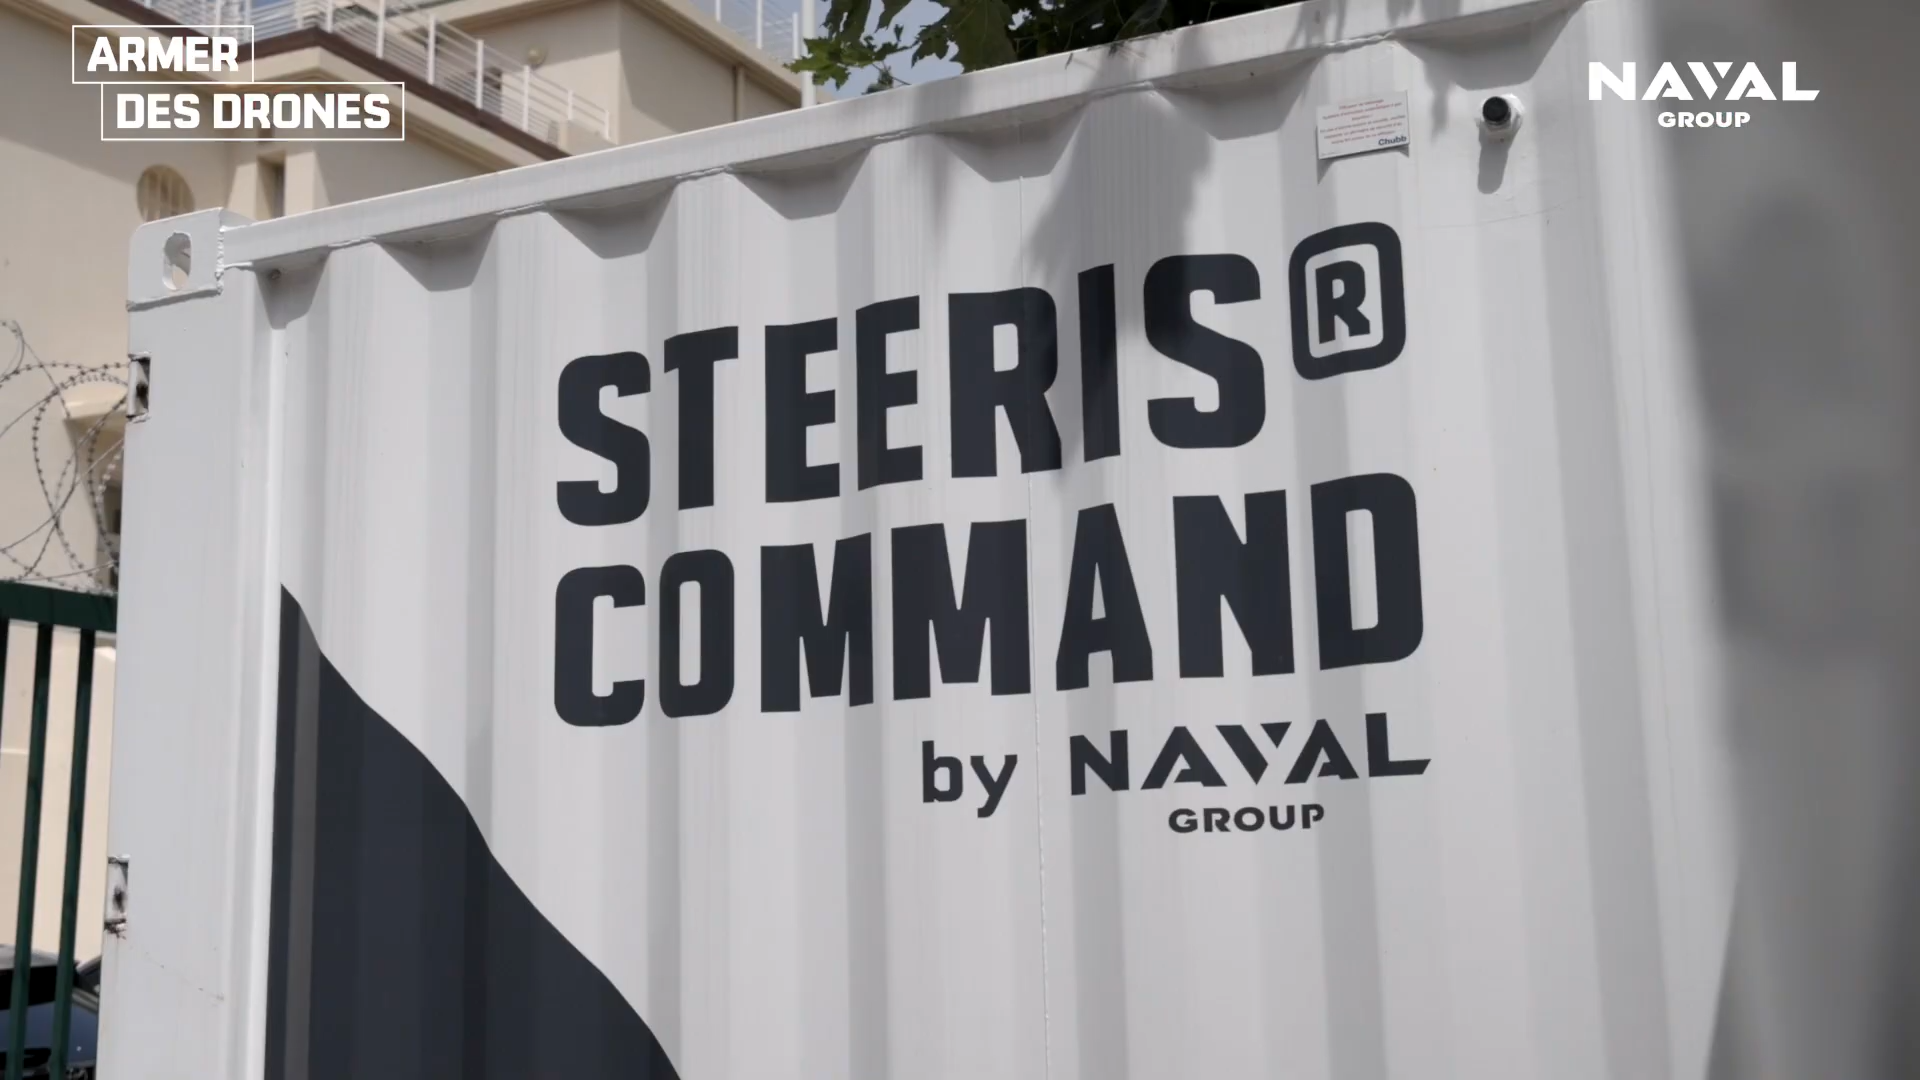 ARMER
DES DRONES
NAVAL
GROUP
Chubb
STEERIS®
COMMAND
by NAVAL
GROUP